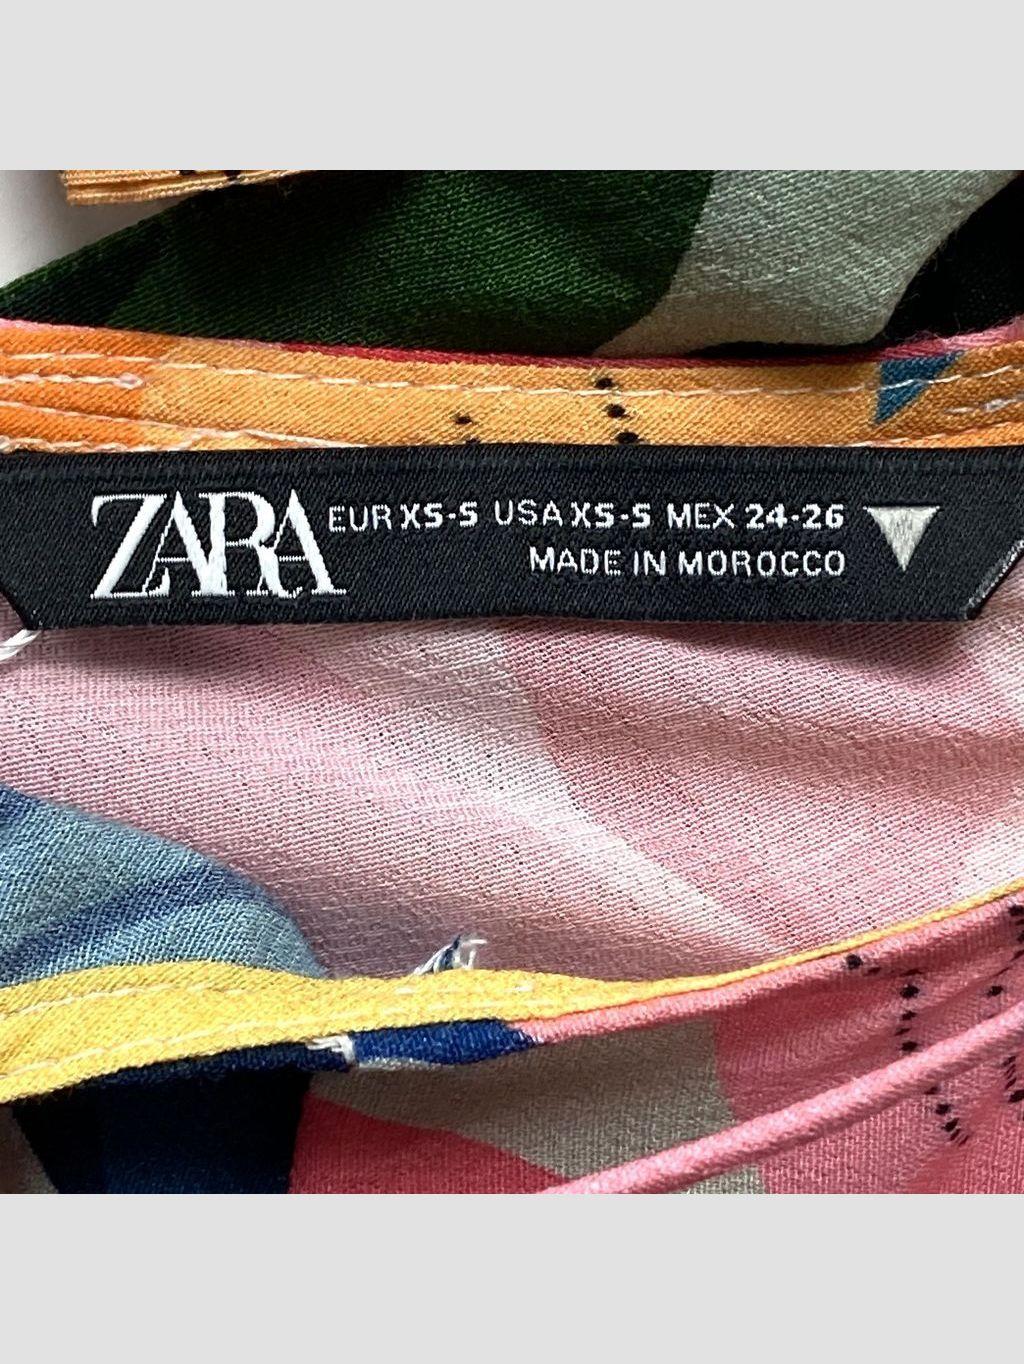 ZARA EUR XS-S USA XS-S MEX 24-26
MADE IN MOROCCO